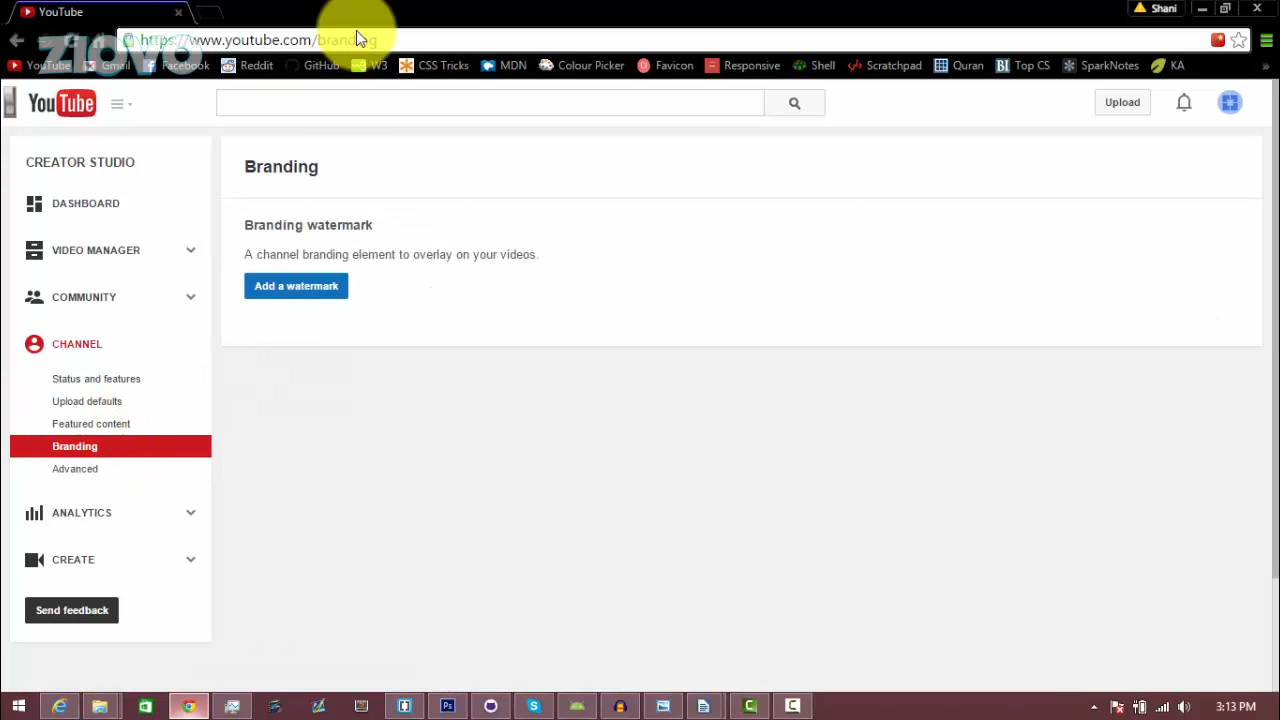 YouTube
Shani
https://www.youtube.com/branding
ZIOVO
YouTube Gmail Facebook Reddit GitHub W3 CSS Tricks MDN Colour Picker Favicon Responsive Shell Scratchpad Quran Top CS SparkNotes KA »
YouTube
Upload
CREATOR STUDIO
DASHBOARD
VIDEO MANAGER
COMMUNITY
CHANNEL
Status and features
Upload defaults
Featured content
Branding
Advanced
ANALYTICS
CREATE
Send feedback
Branding
Branding watermark
A channel branding element to overlay on your videos.
Add a watermark
3:13 PM